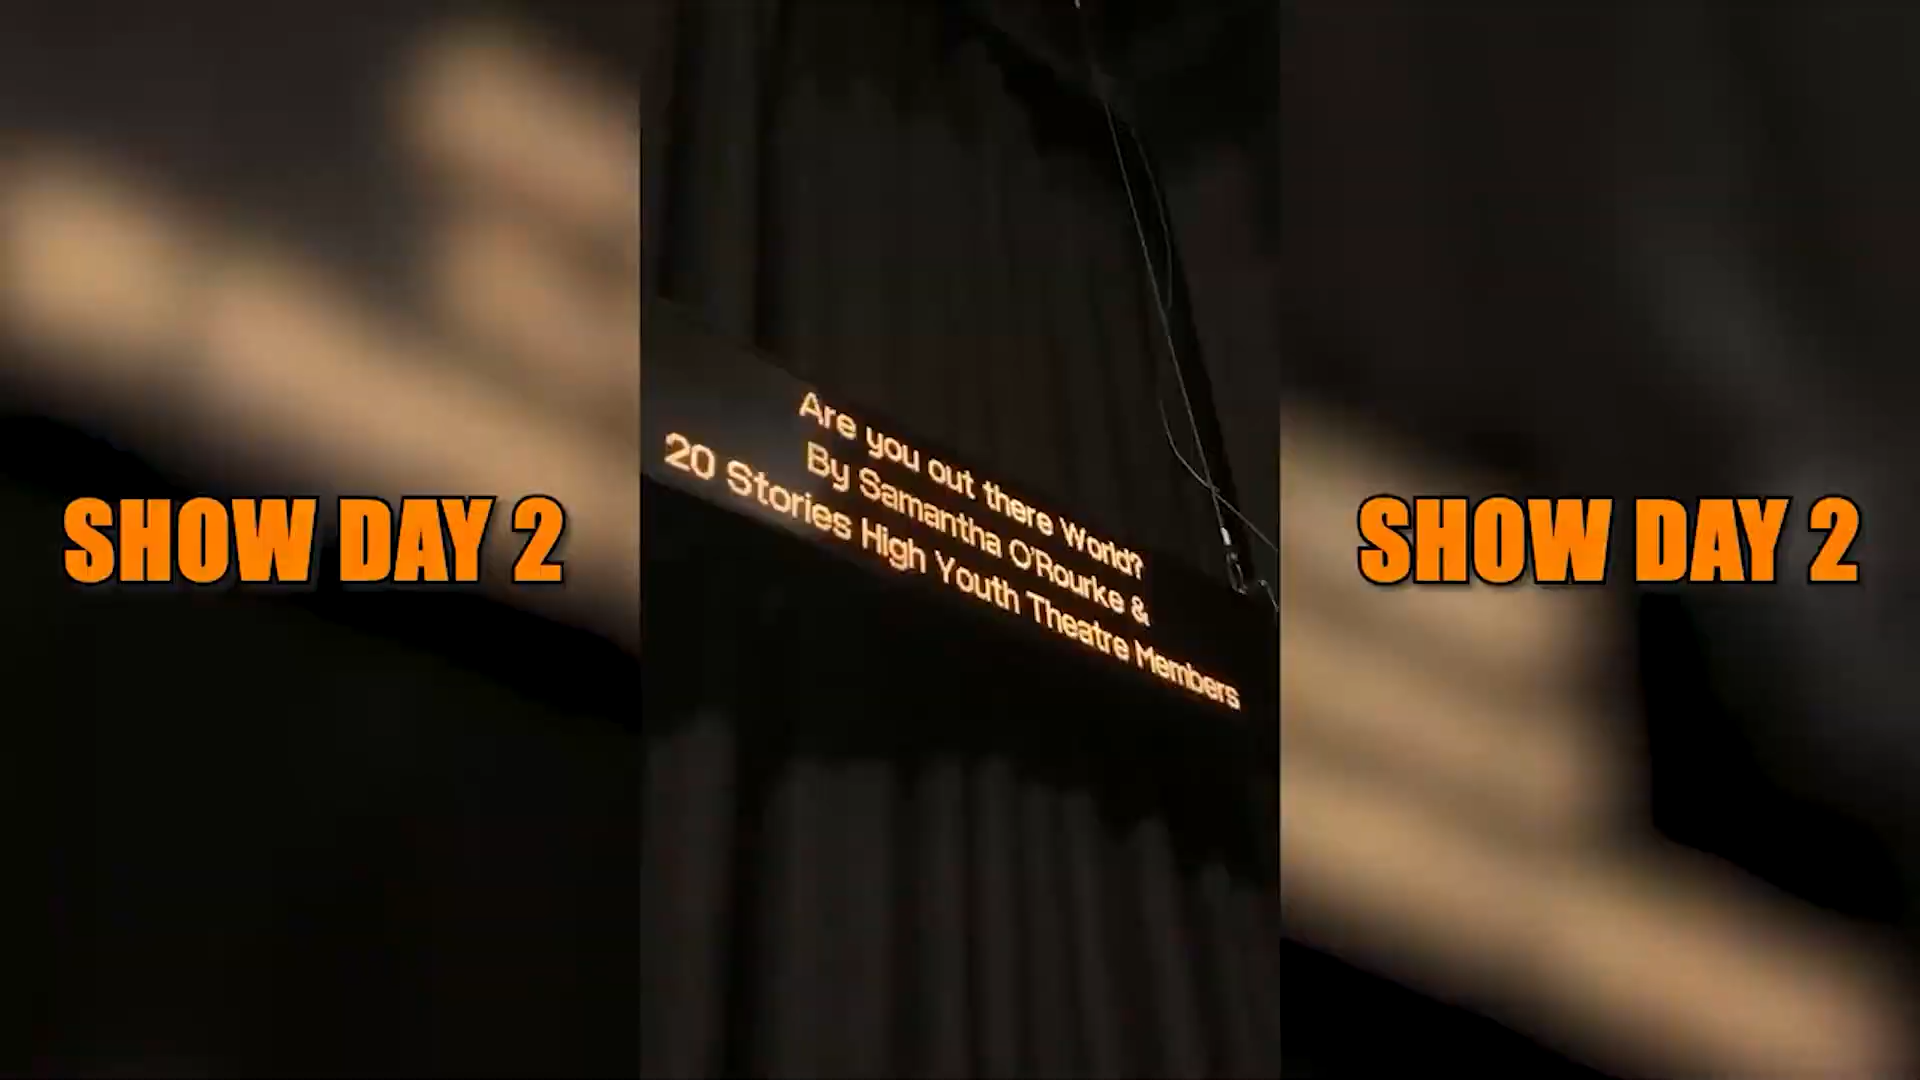 SHOW DAY 2
Are you out there World?
By Samantha O'Rourke &
20 Stories High Youth Theatre Members
SHOW DAY 2